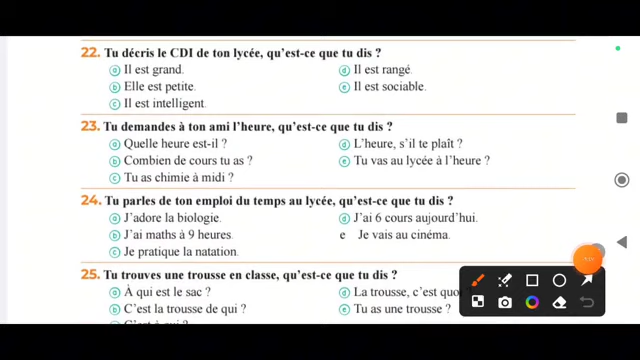 22. Tu décris le CDI de ton lycée, qu'est-ce que tu dis ?
a Il est grand. d Il est rangé.
b Elle est petite. e Il est sociable.
c Il est intelligent.
23. Tu demandes à ton ami l'heure, qu'est-ce que tu dis ?
a Quelle heure est-il ? d L'heure, s'il te plaît ?
b Combien de cours tu as ? e Tu vas au lycée à l'heure ?
c Tu as chimie à midi ?
24. Tu parles de ton emploi du temps au lycée, qu'est-ce que tu dis ?
a J'adore la biologie. d J'ai 6 cours aujourd'hui.
b J'ai maths à 9 heures. e Je vais au cinéma.
c Je pratique la natation.
25. Tu trouves une trousse en classe, qu'est-ce que tu dis ?
a À qui est le sac ? d La trousse, c'est quo
b C'est la trousse de qui ? e Tu as une trousse ?
C'est à qui ?